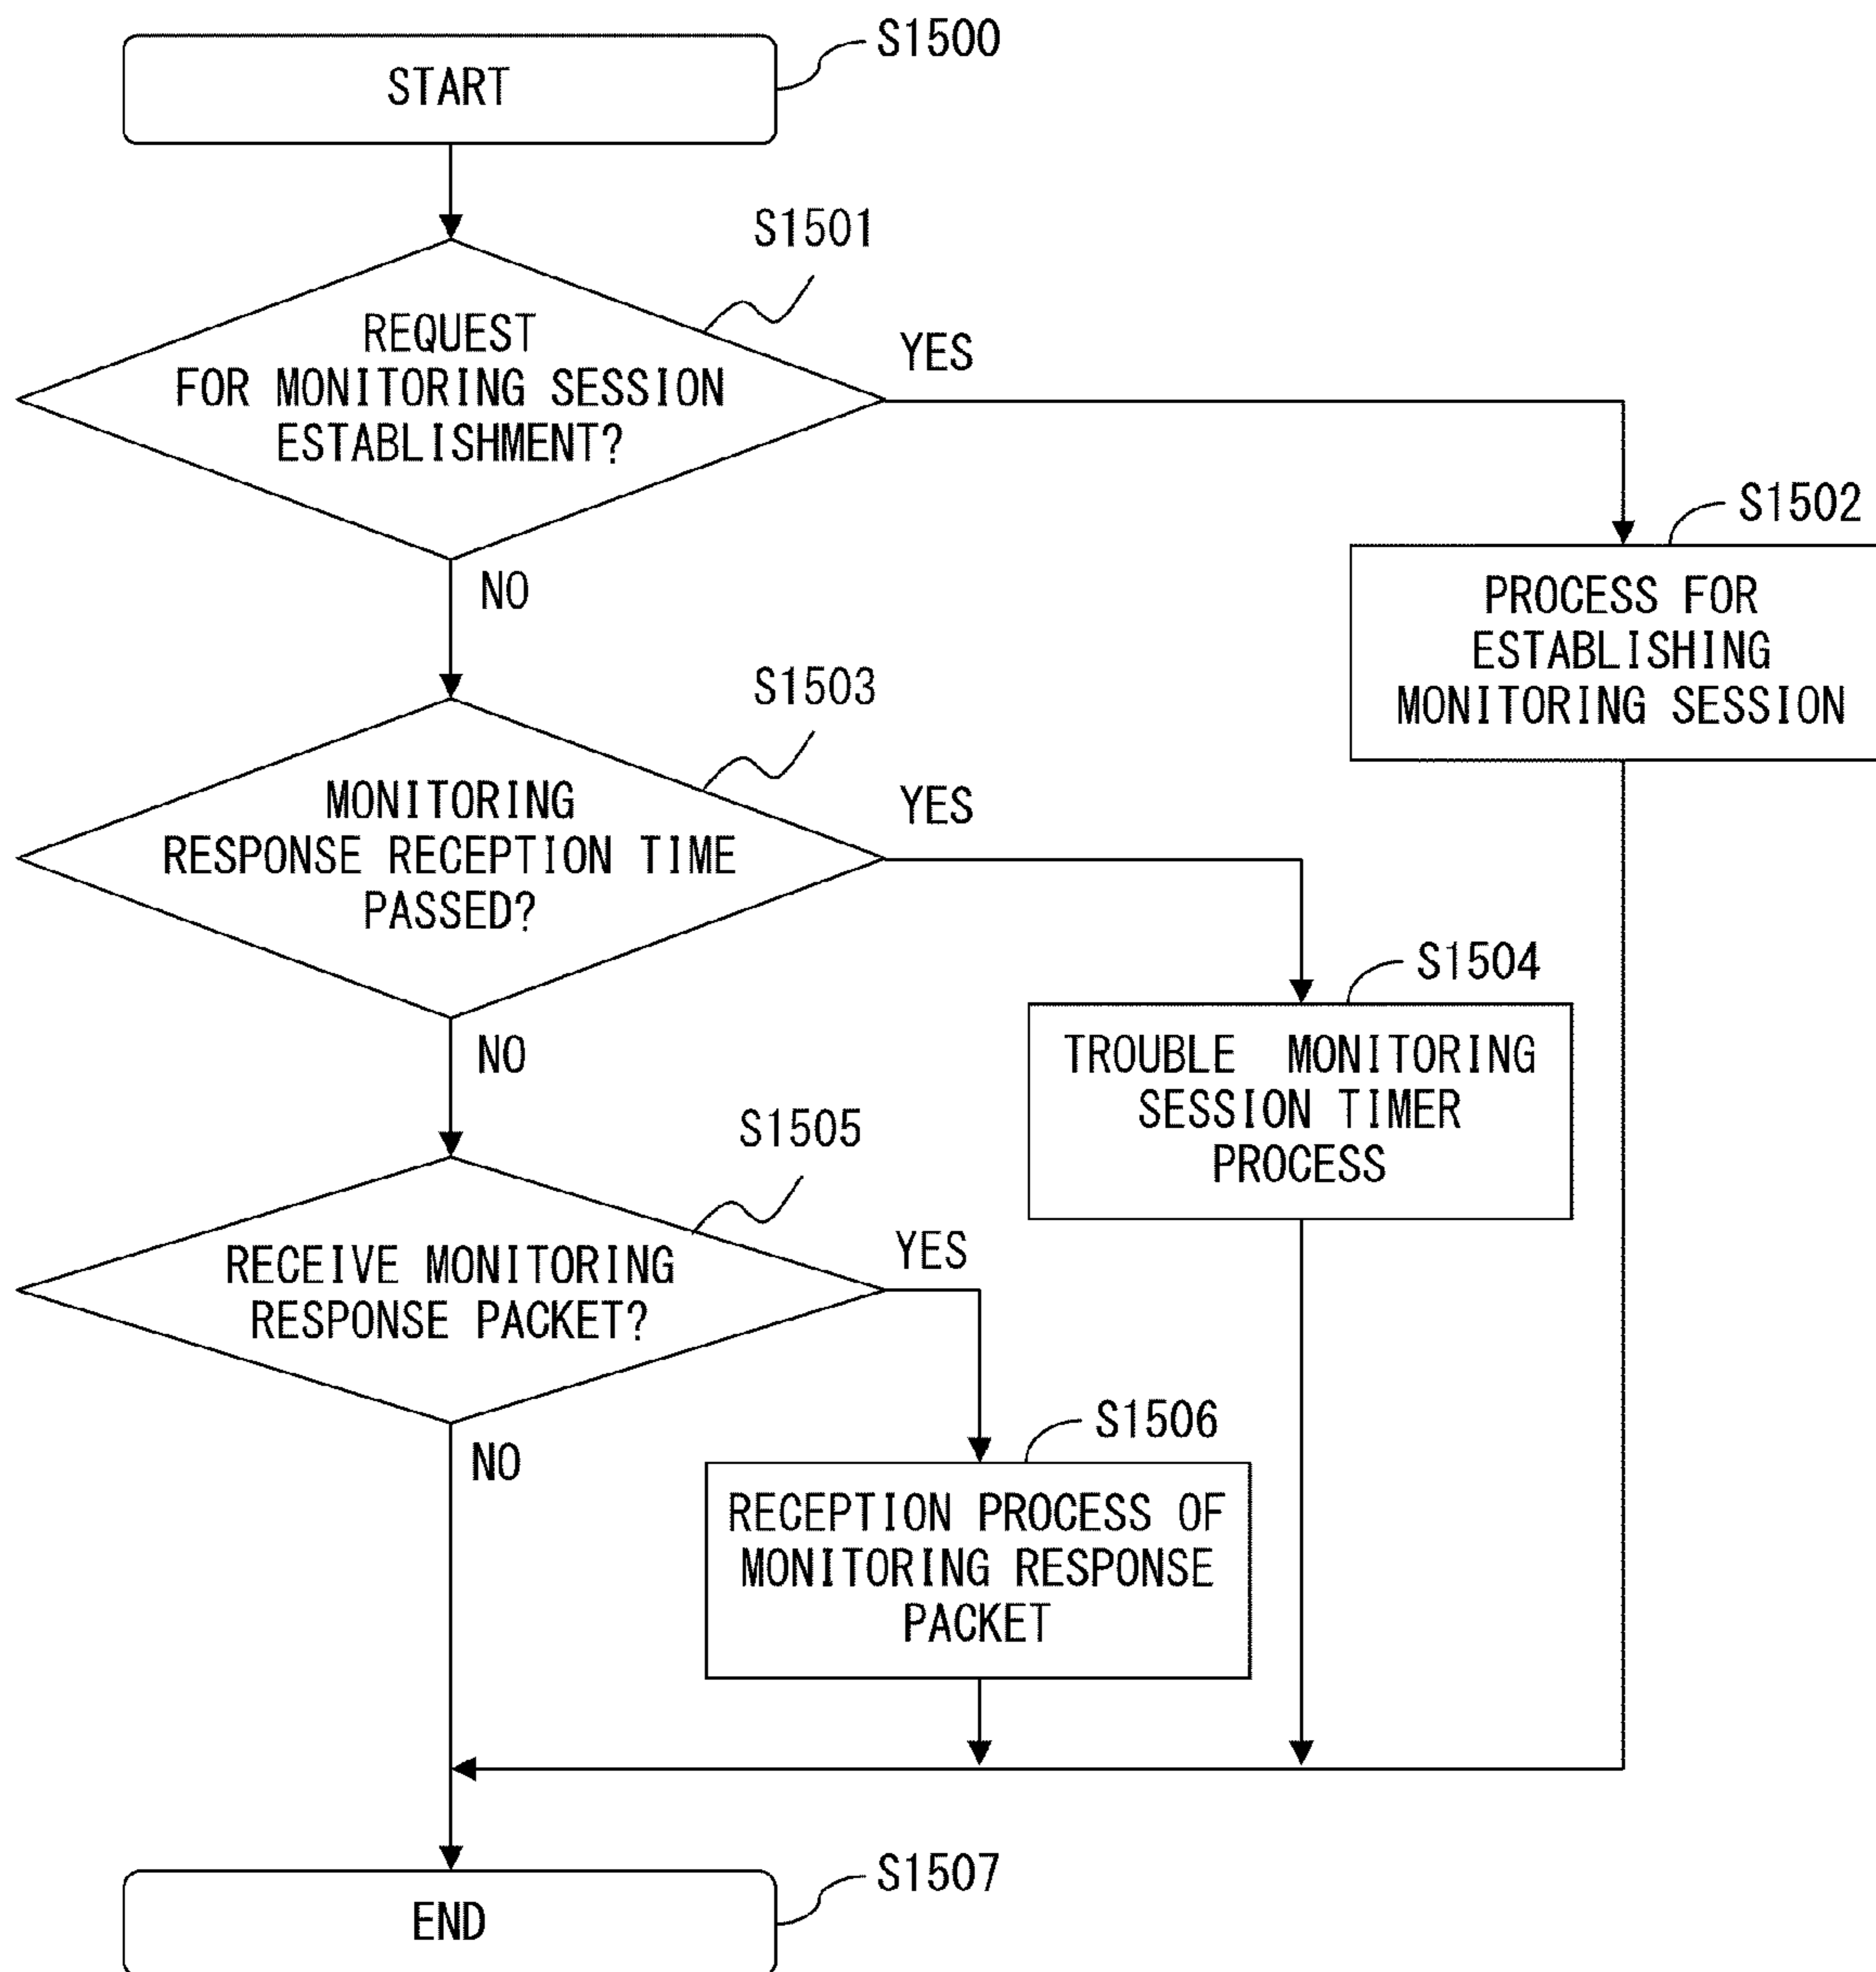 START
S1500
S1501
REQUEST
FOR MONITORING SESSION
ESTABLISHMENT?
YES
NO
S1502
PROCESS FOR
ESTABLISHING
MONITORING SESSION
S1503
MONITORING
RESPONSE RECEPTION TIME
PASSED?
YES
NO
S1504
TROUBLE MONITORING
SESSION TIMER
PROCESS
S1505
RECEIVE MONITORING
RESPONSE PACKET?
YES
NO
S1506
RECEPTION PROCESS OF
MONITORING RESPONSE
PACKET
END
S1507